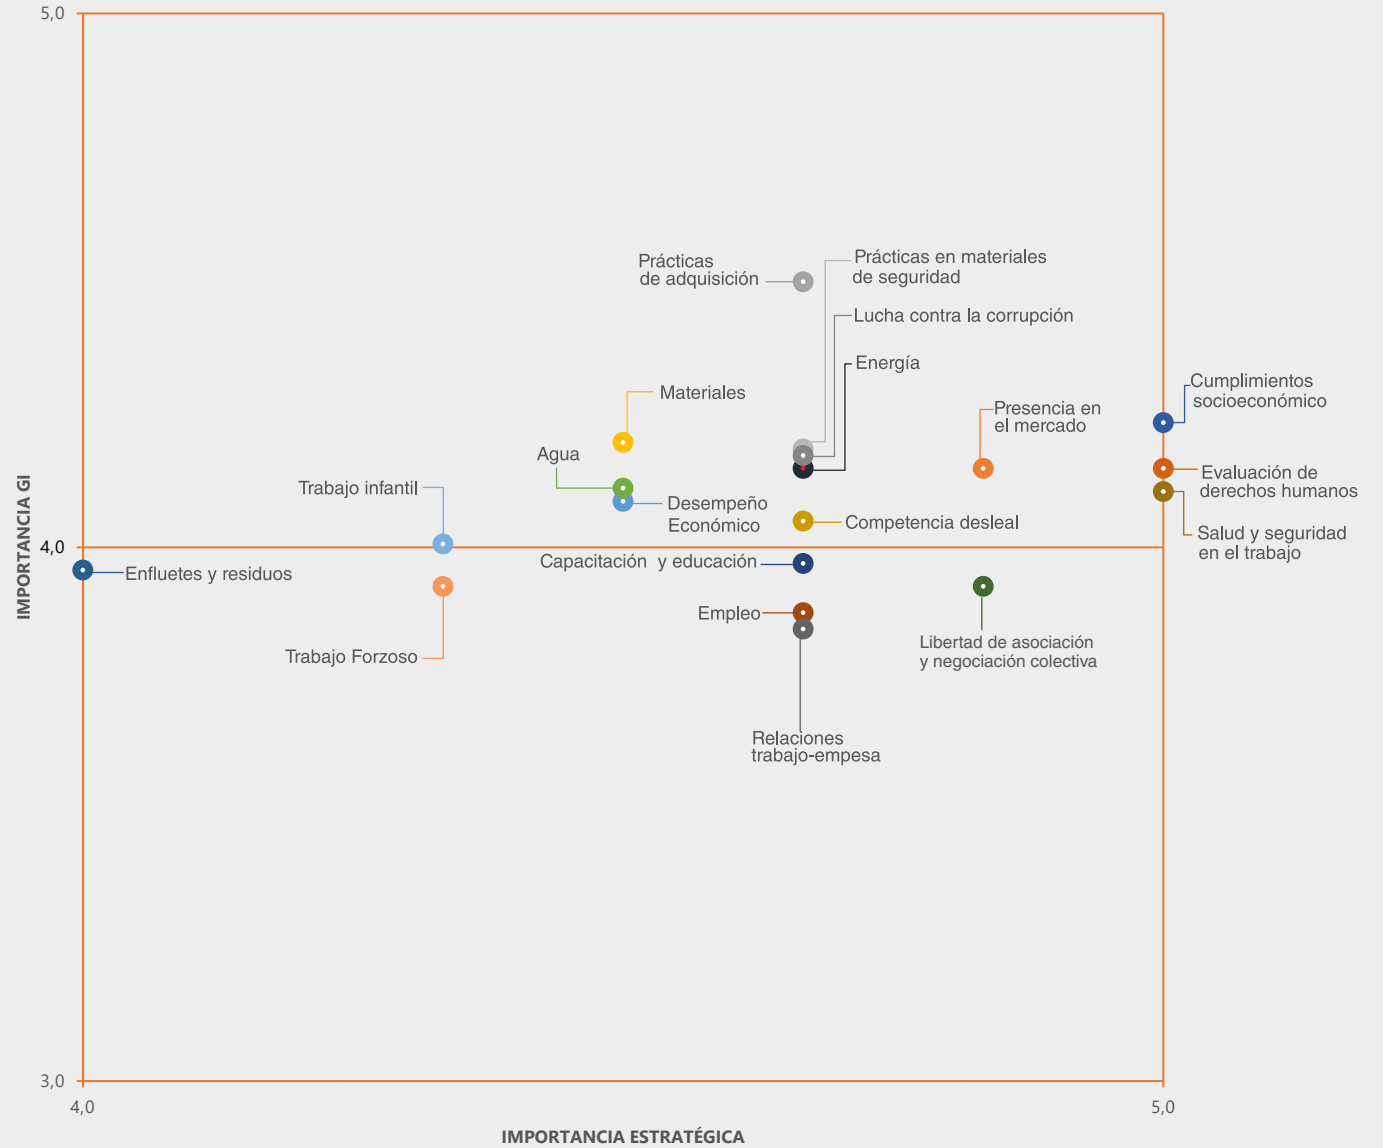 5,0
Prácticas
de adquisición
Prácticas en materiales
de seguridad
Lucha contra la corrupción
Energía
Cumplimientos
socioeconómico
Materiales
Presencia en
el mercado
Agua
Evaluación de
derechos humanos
Trabajo infantil
Desempeño
Económico
Competencia desleal
Salud y seguridad
en el trabajo
IMPORTANCIA GI
4,0
Capacitación y educación
Enfluetes y residuos
Empleo
Libertad de asociación
y negociación colectiva
Trabajo Forzoso
Relaciones
trabajo-empesa
3,0
4,0
5,0
IMPORTANCIA ESTRATÉGICA